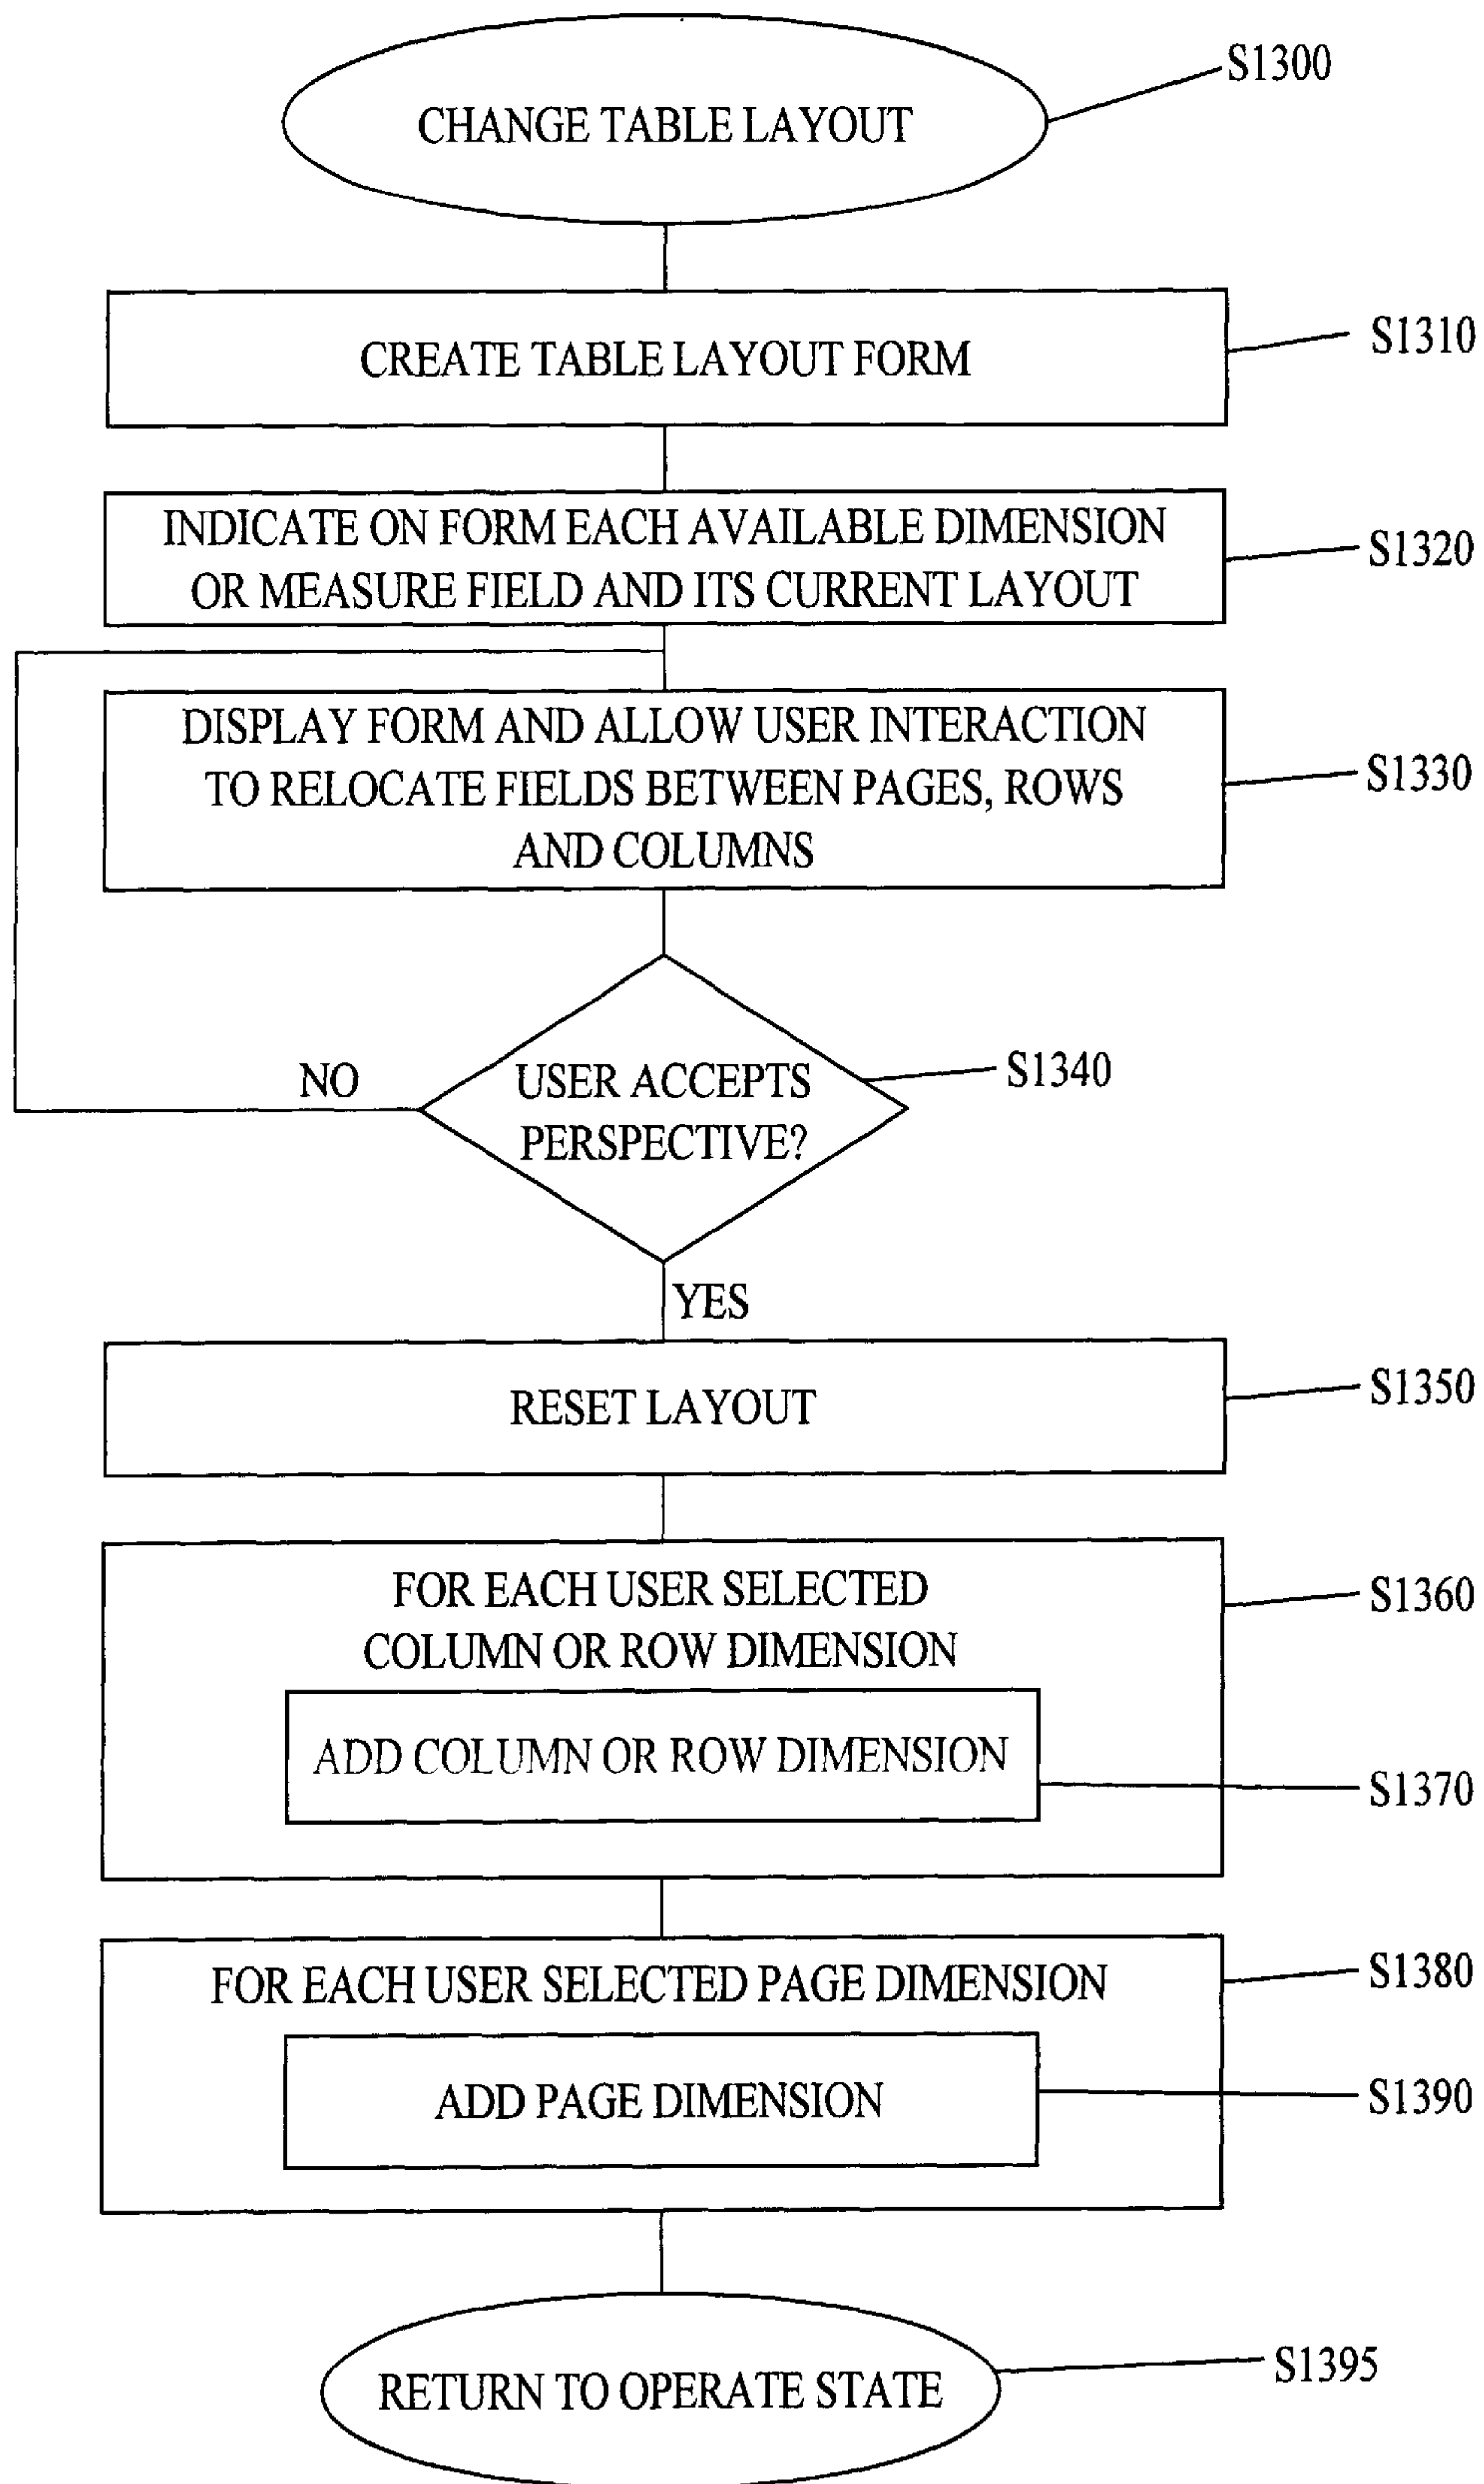 CHANGE TABLE LAYOUT
S1300
CREATE TABLE LAYOUT FORM
S1310
INDICATE ON FORM EACH AVAILABLE DIMENSION
OR MEASURE FIELD AND ITS CURRENT LAYOUT
S1320
DISPLAY FORM AND ALLOW USER INTERACTION
TO RELOCATE FIELDS BETWEEN PAGES, ROWS
AND COLUMNS
S1330
NO
USER ACCEPTS
PERSPECTIVE?
S1340
YES
RESET LAYOUT
S1350
FOR EACH USER SELECTED
COLUMN OR ROW DIMENSION
S1360
ADD COLUMN OR ROW DIMENSION
S1370
FOR EACH USER SELECTED PAGE DIMENSION
S1380
ADD PAGE DIMENSION
S1390
RETURN TO OPERATE STATE
S1395